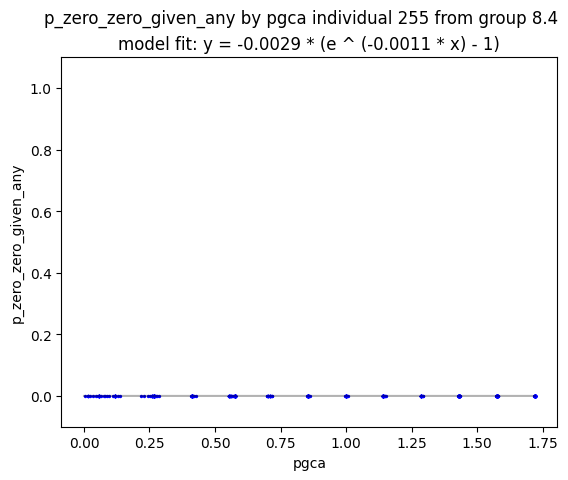 p_zero_zero_given_any by pgca individual 255 from group 8.4
model fit: y = -0.0029 * (e ^ (-0.0011 * x) - 1)
p_zero_zero_given_any
1.0
0.8
0.6
0.4
0.2
0.0
0.00 0.25 0.50 0.75 1.00 1.25 1.50 1.75
pgca